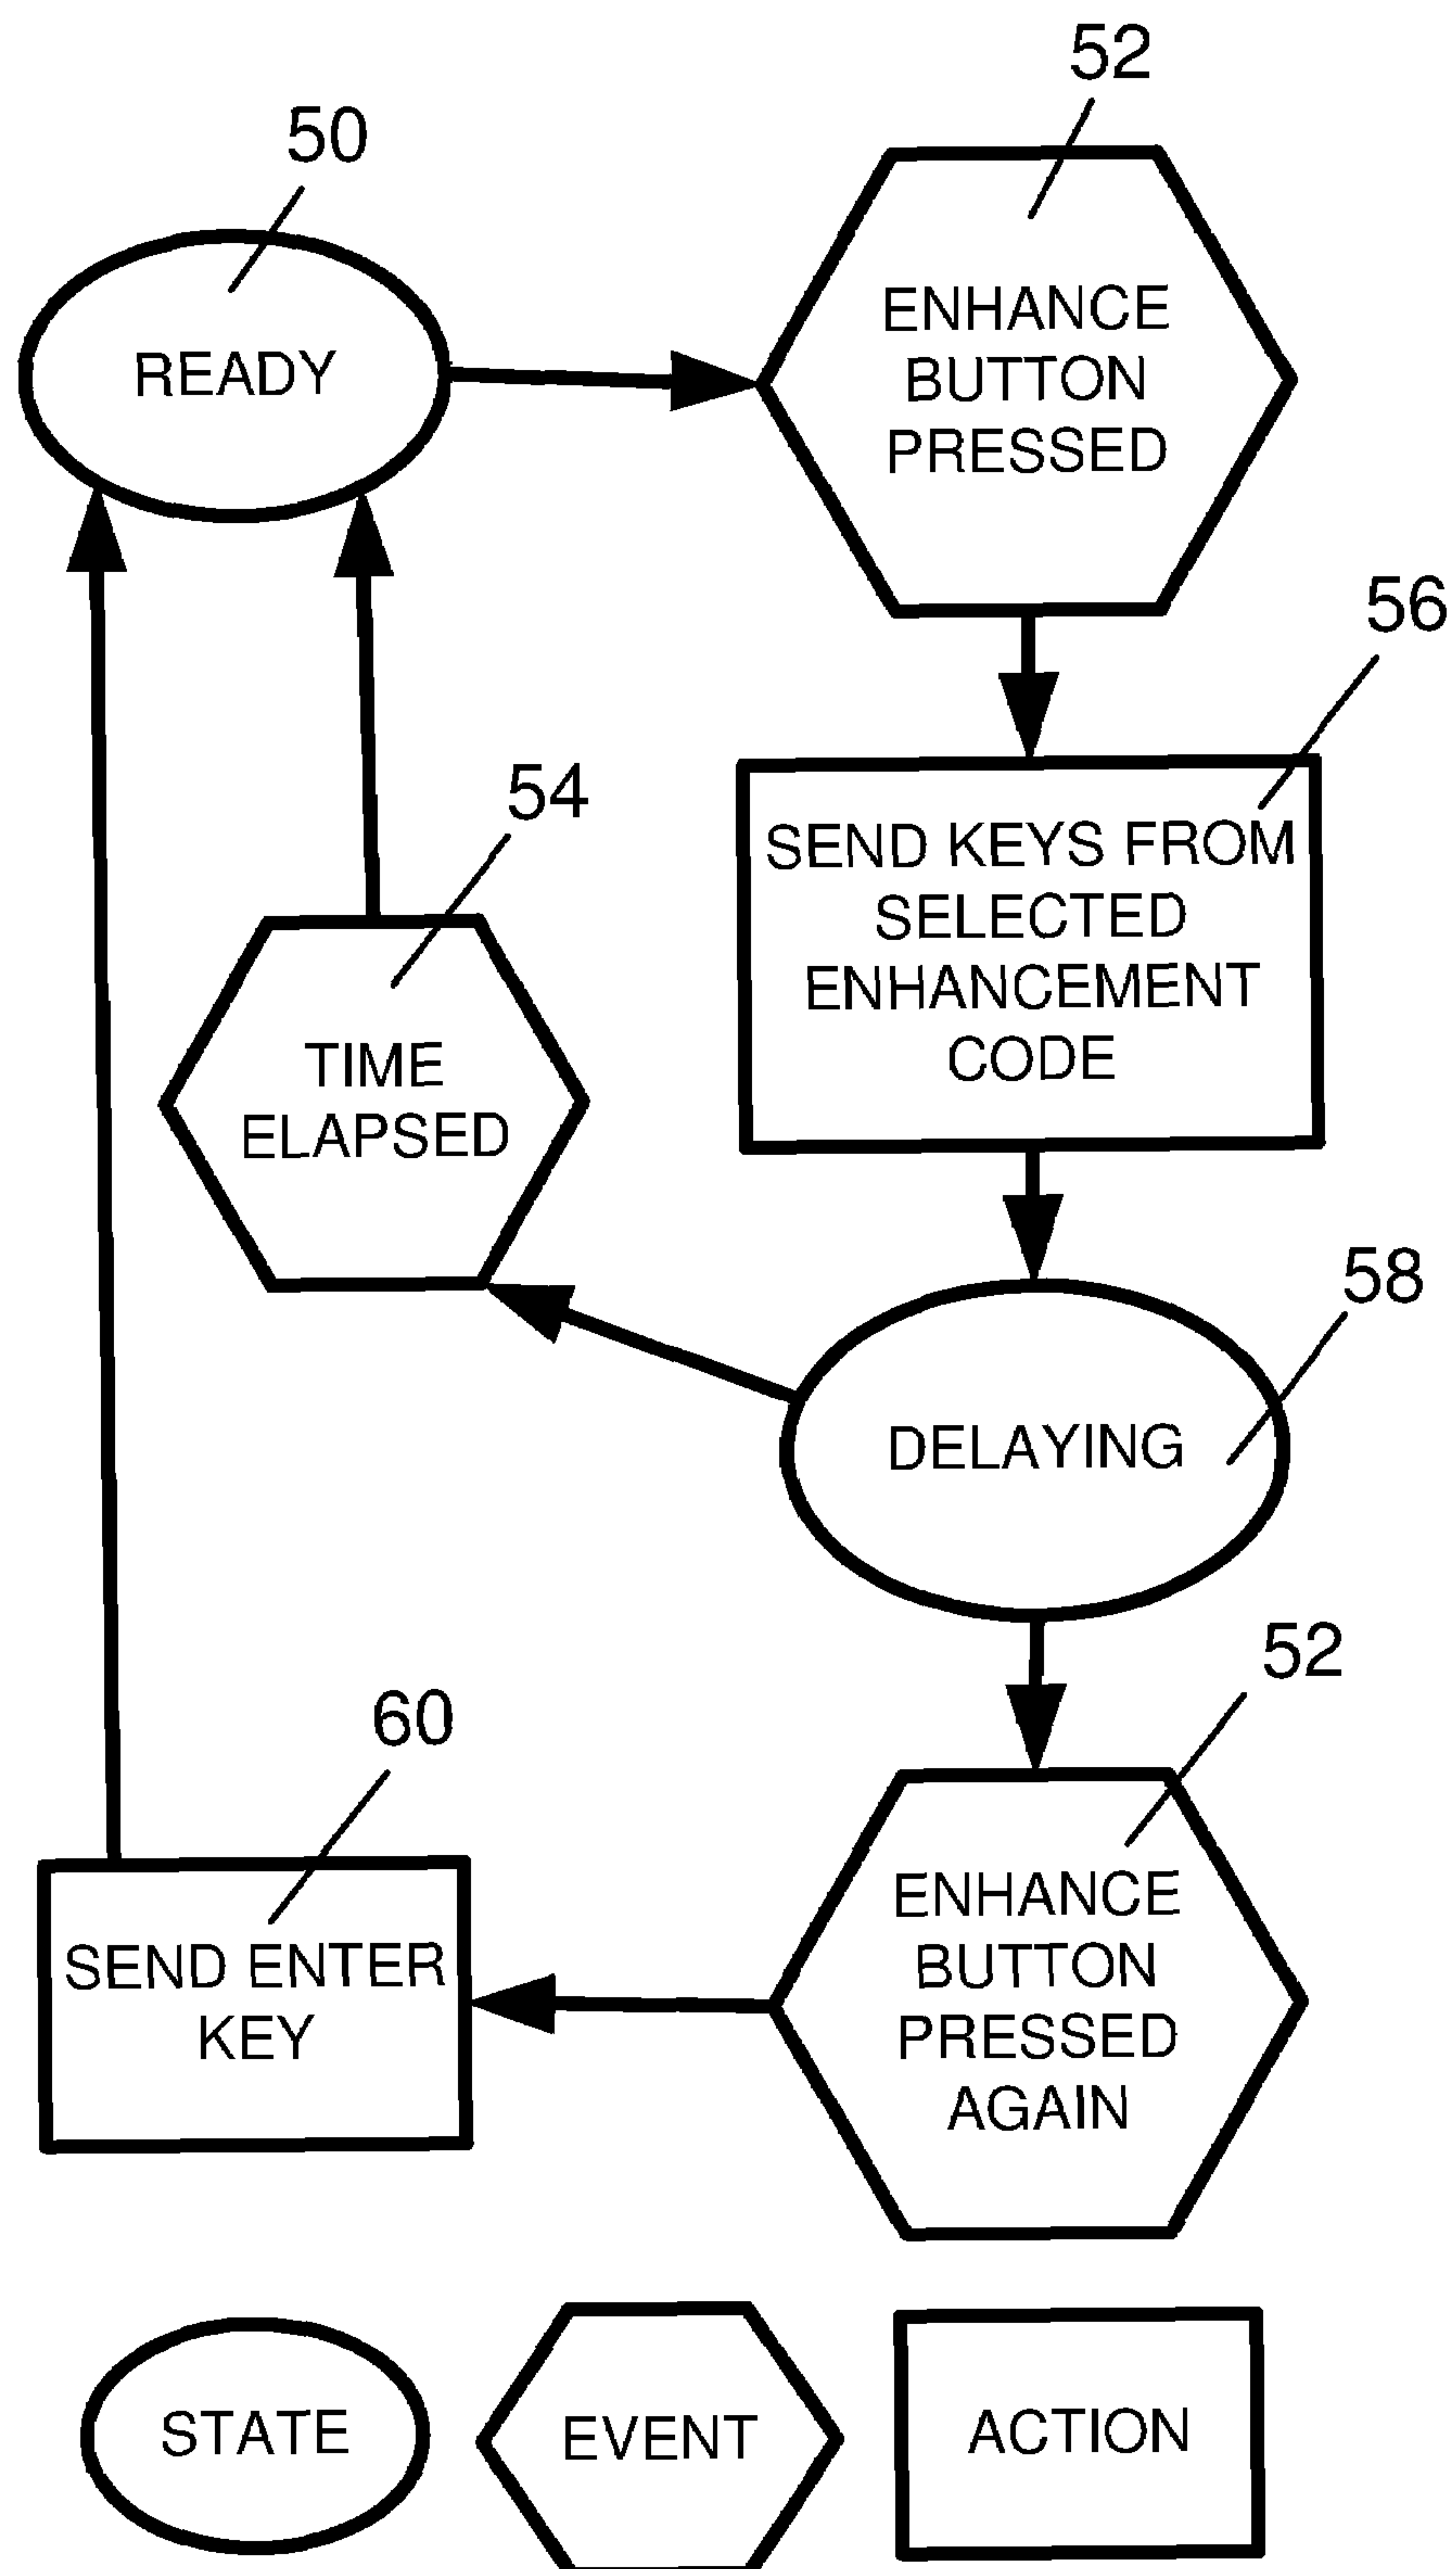 52
50
ENHANCE
BUTTON
PRESSED
READY
56
54
SEND KEYS FROM
SELECTED
ENHANCEMENT
CODE
TIME
ELAPSED
58
DELAYING
52
60
ENHANCE
BUTTON
PRESSED
AGAIN
SEND ENTER
KEY
STATE
EVENT
ACTION